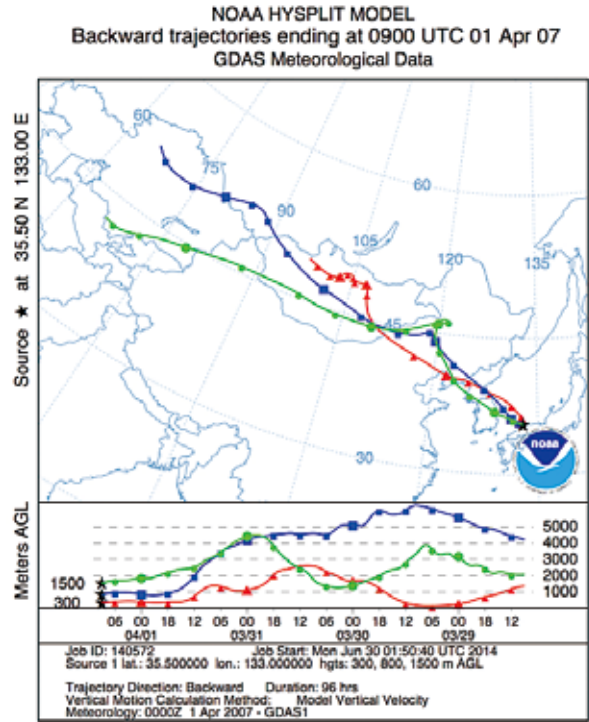 NOAA HYSPLIT MODEL
Backward trajectories ending at 0900 UTC 01 Apr 07
GDAS Meteorological Data
Source ★ at 35.50 N 133.00 E
60
75
90
105
60
120
135
45
30
noaa
Meters AGL
1500
300
5000
4000
3000
2000
1000
06 00 18 12 06 00 18 12 06 00 18 12 06 00 18 12
04/01 03/31 03/30 03/29
Job ID: 140572 Job Start: Mon Jun 30 01:50:40 UTC 2014
Source 1 lat.: 35.500000 lon.: 133.000000 hgts: 300, 800, 1500 m AGL
Trajectory Direction: Backward Duration: 96 hrs
Vertical Motion Calculation Method: Model Vertical Velocity
Meteorology: 0000Z 1 Apr 2007 - GDAS1